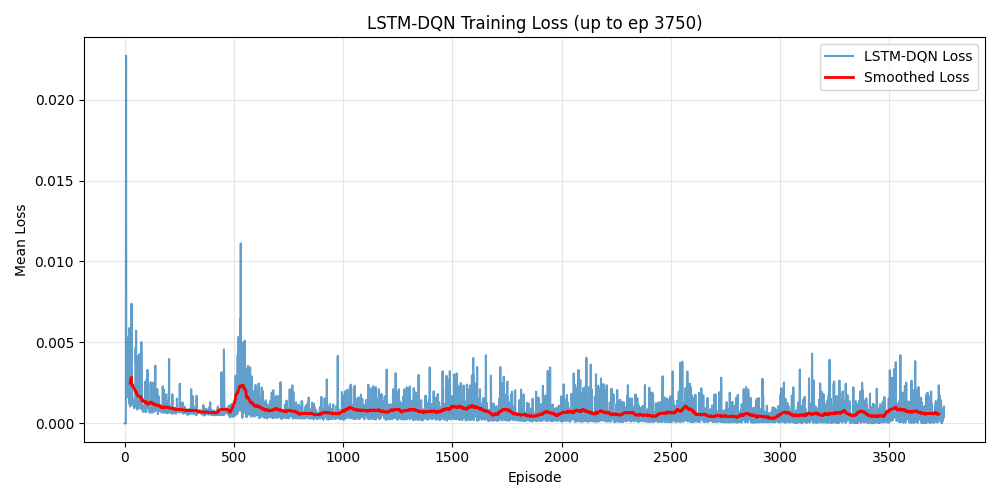 LSTM-DQN Training Loss (up to ep 3750)
LSTM-DQN Loss
Smoothed Loss
Mean Loss
0.020
0.015
0.010
0.005
0.000
0 500 1000 1500 2000 2500 3000 3500
Episode